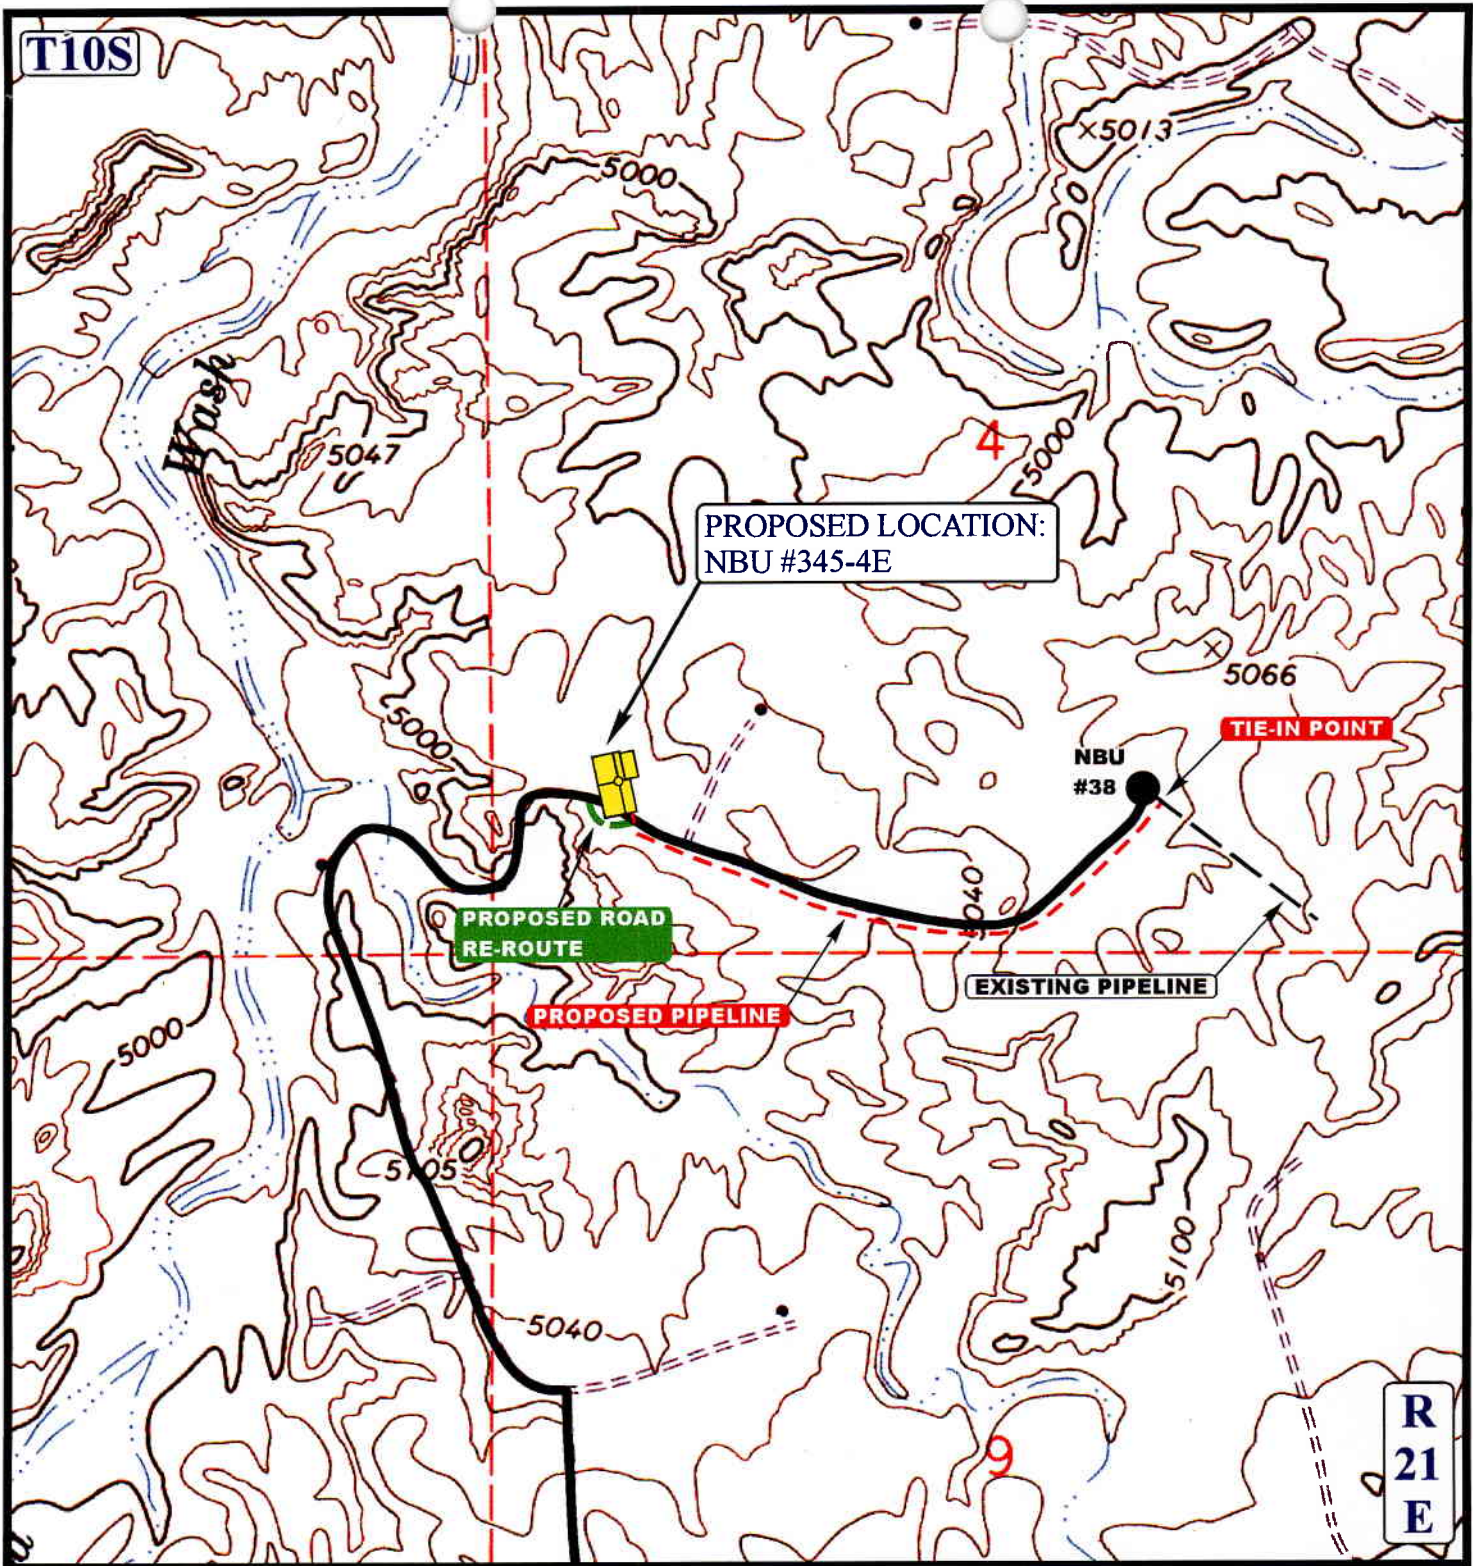 T10S
5000
×5013
Wash
5047
4
5000
PROPOSED LOCATION:
NBU #345-4E
×
5066
5000
TIE-IN POINT
NBU
#38
5040
PROPOSED ROAD
RE-ROUTE
EXISTING PIPELINE
PROPOSED PIPELINE
5000
5105
5100
5040
R
21
E
9